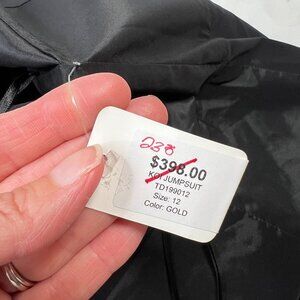 238
$398.00
KOI JUMPSUIT
TD199012
Size: 12
Color: GOLD